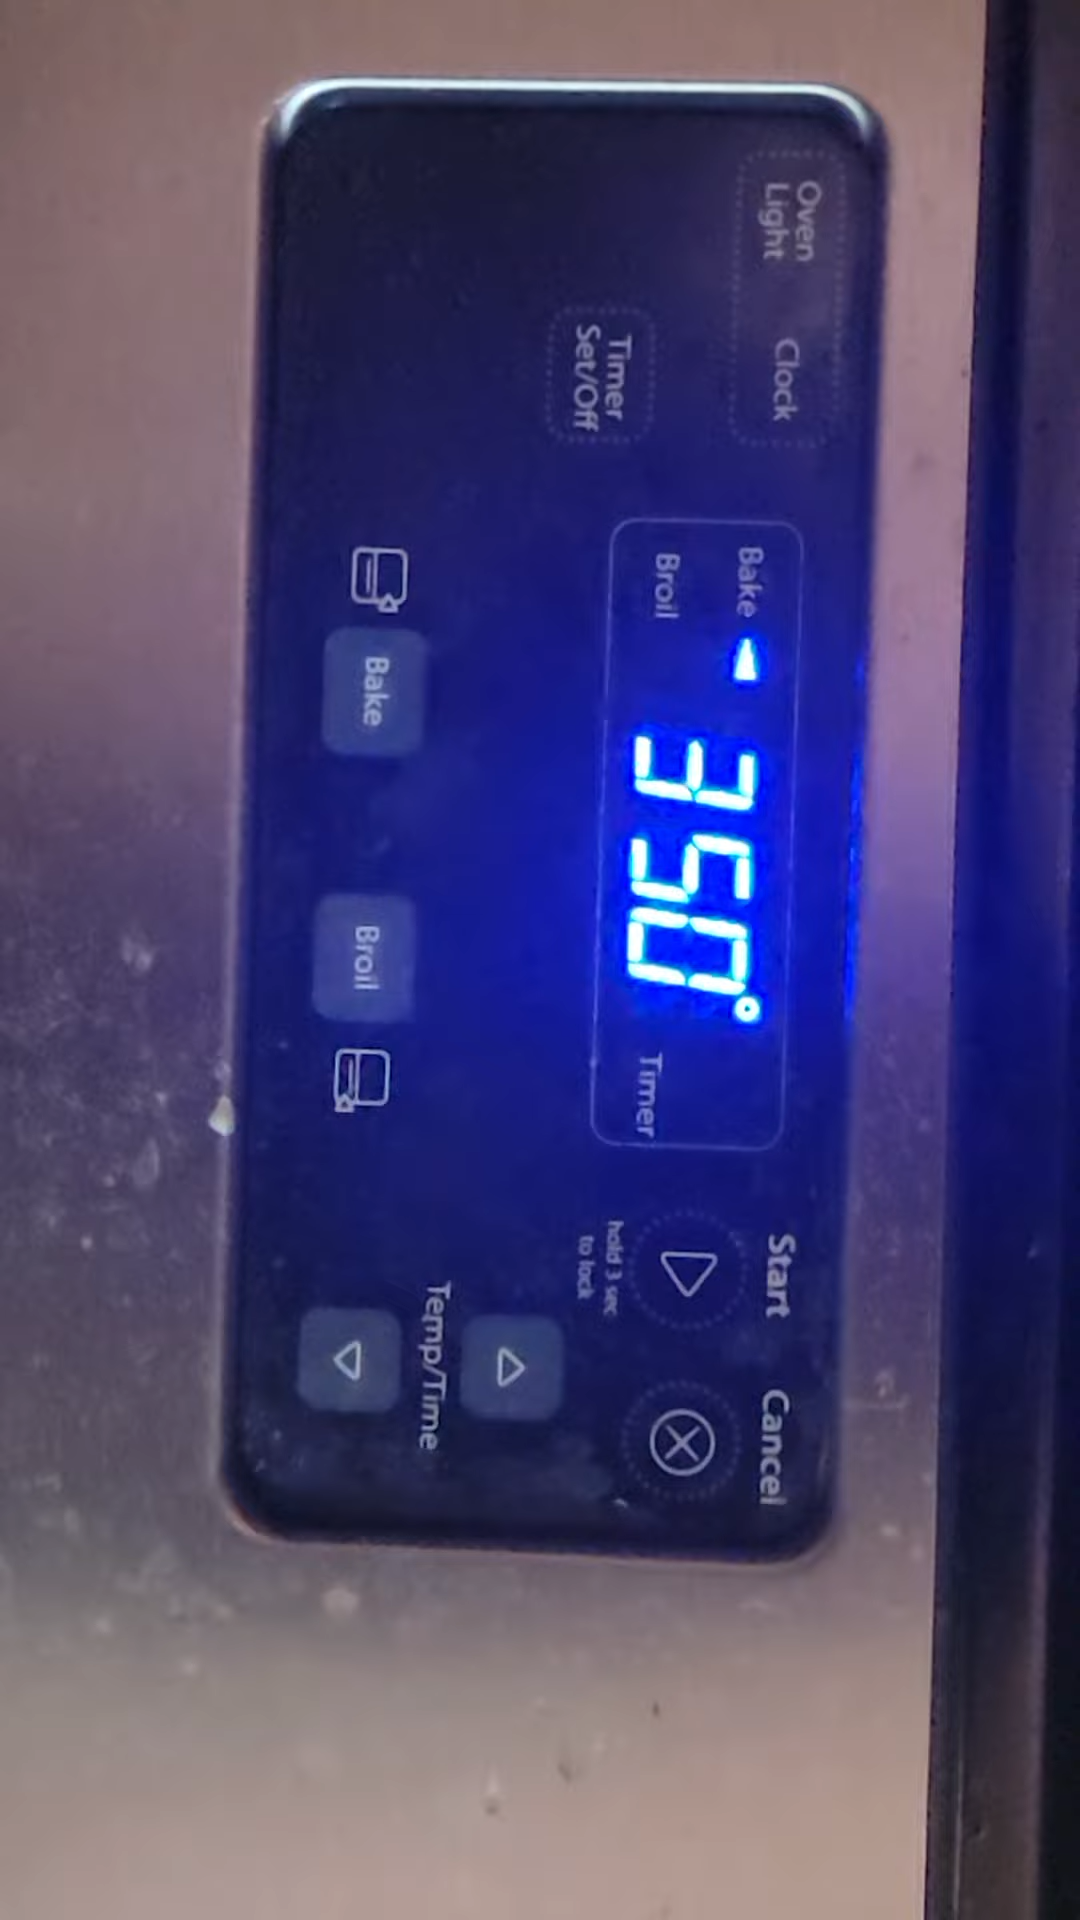 Oven
Light
Clock
Timer
Set/Off
Bake
Broil
350°
Timer
Start
Cancel
hold 3 sec
to lock
Bake
Broil
Temp/Time